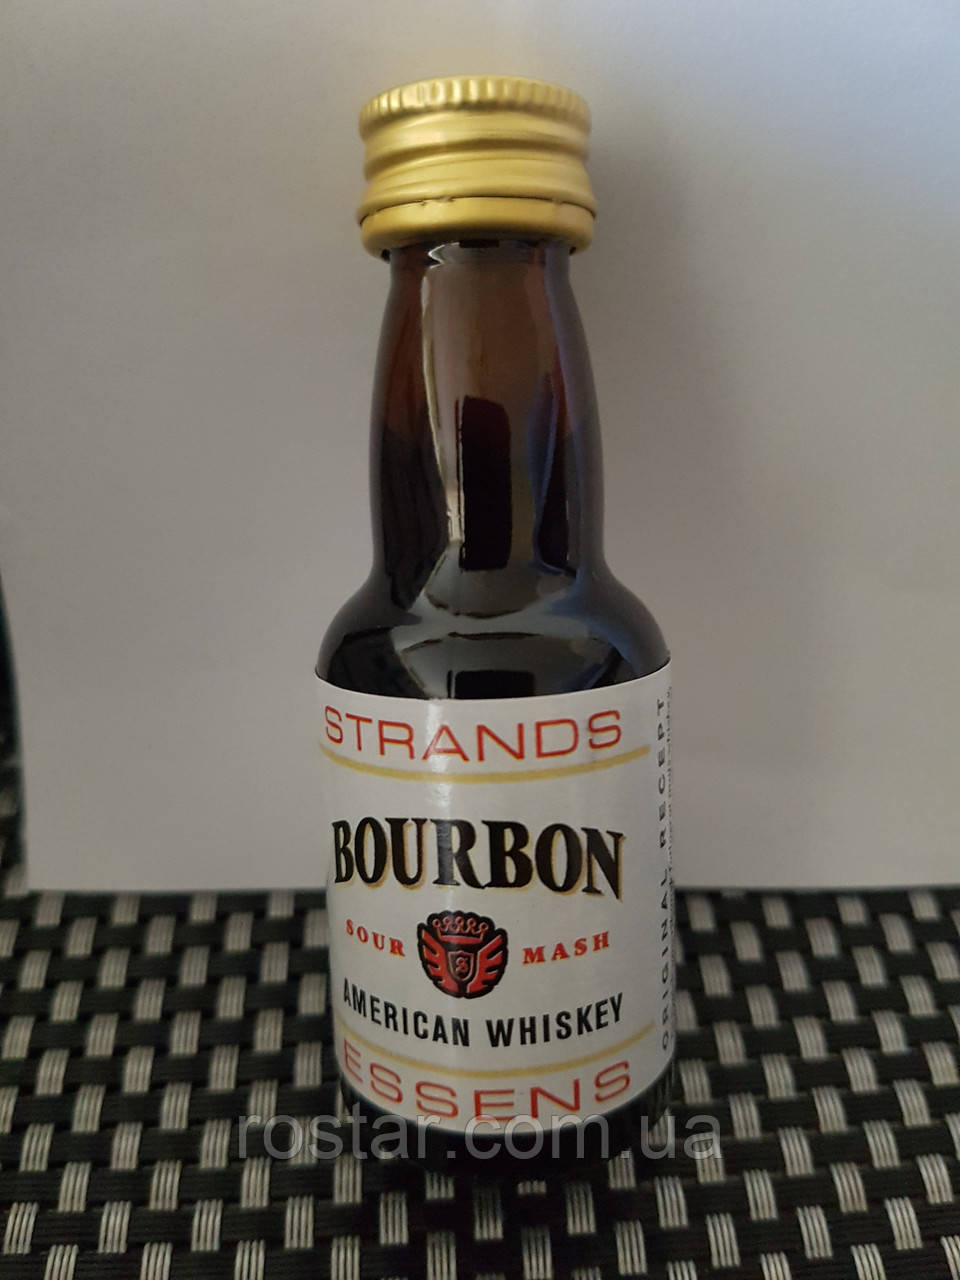 STRANDS
BOURBON
SOUR MASH
S
AMERICAN WHISKEY
ESSENS
ORIGINAL RECEPT
rostar.com.ua